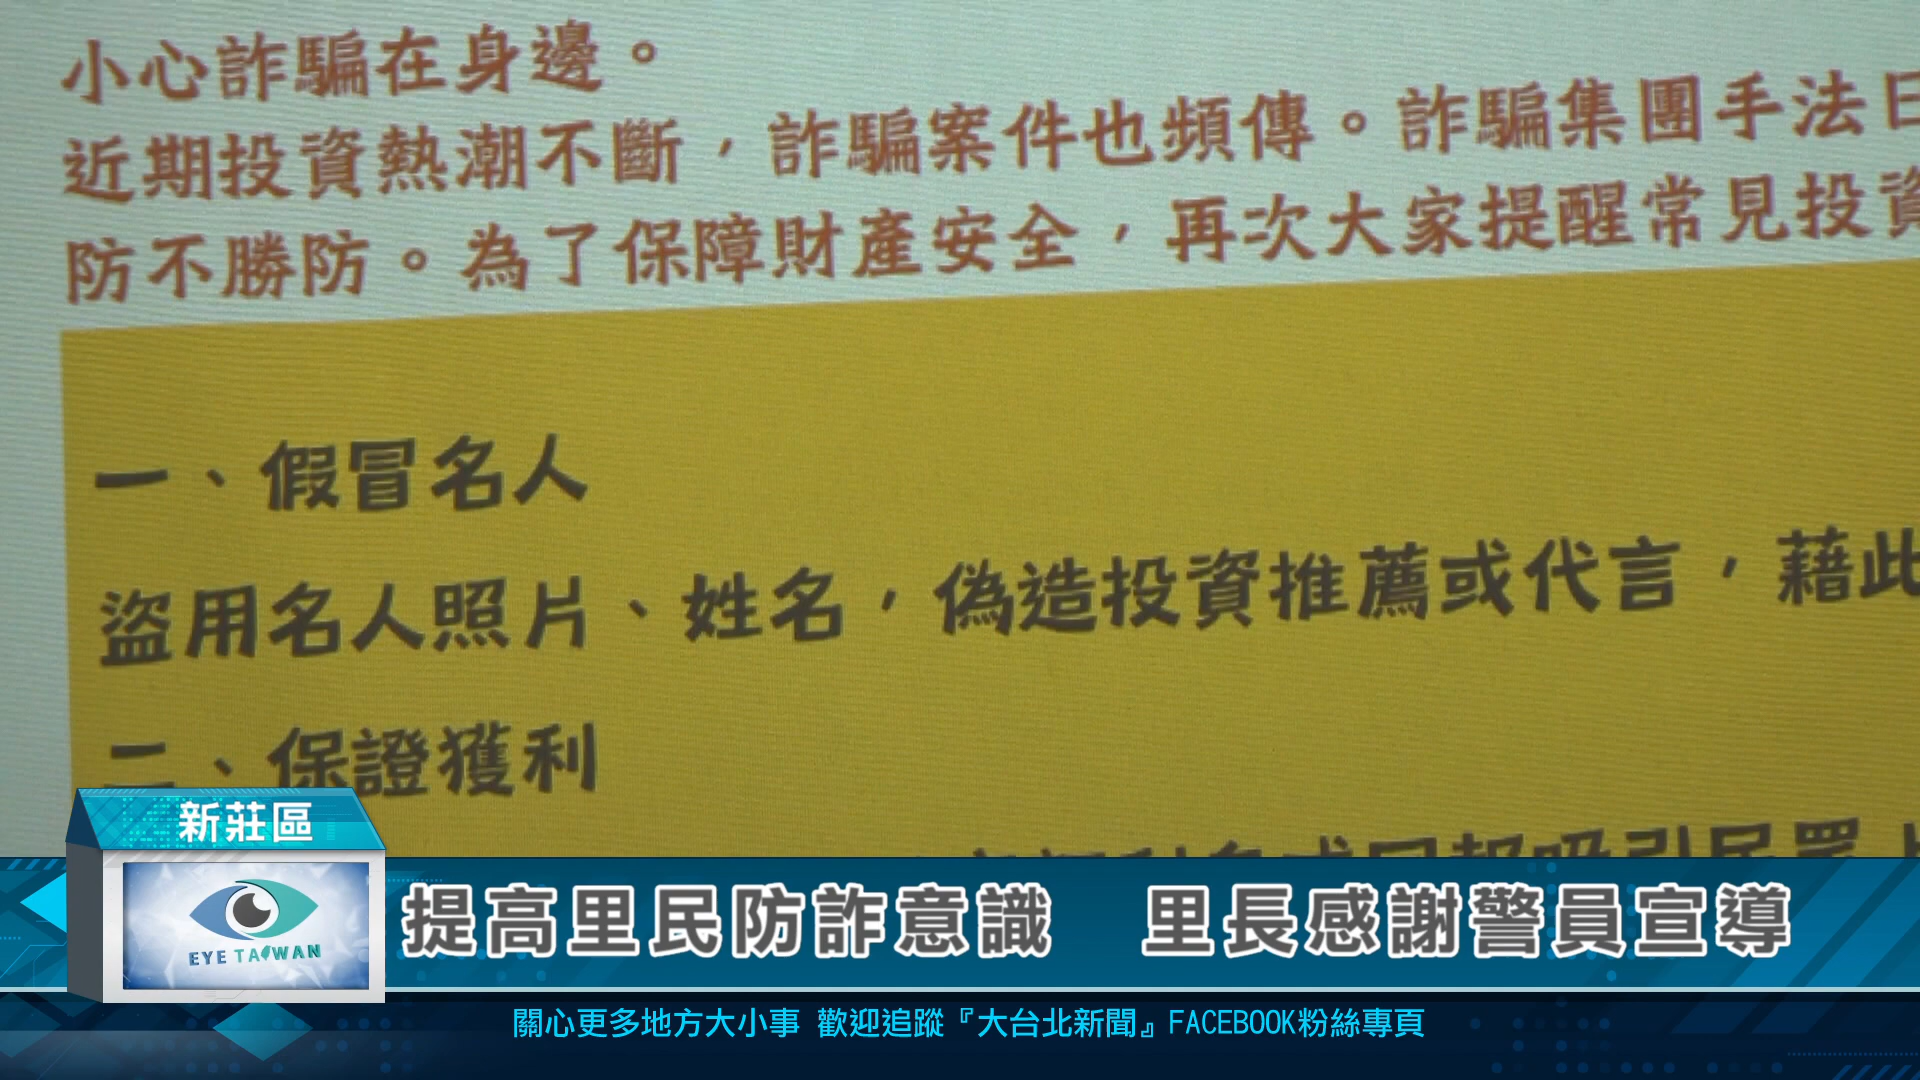 小心詐騙在身邊。
近期投資熱潮不斷，詐騙案件也頻傳。詐騙集團手法日
防不勝防。為了保障財產安全，再次大家提醒常見投資
一、假冒名人
盜用名人照片、姓名，偽造投資推薦或代言，藉此
二、保證獲利
新莊區
EYE TAIWAN
提高里民防詐意識 里長感謝警員宣導
關心更多地方大小事 歡迎追蹤『大台北新聞』FACEBOOK粉絲專頁